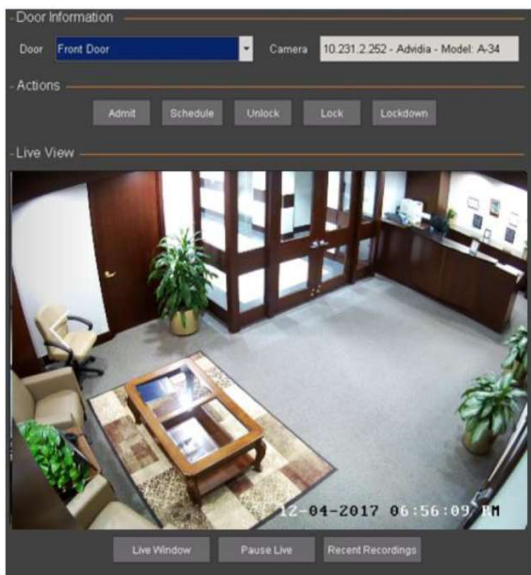 Door Information
Door Front Door Camera 10.231.2.252 - Advidia - Model: A-34
Actions
Admit Schedule Unlock Lock Lockdown
Live View
12-04-2017 06:56:09 PM
Live Window Pause Live Recent Recordings